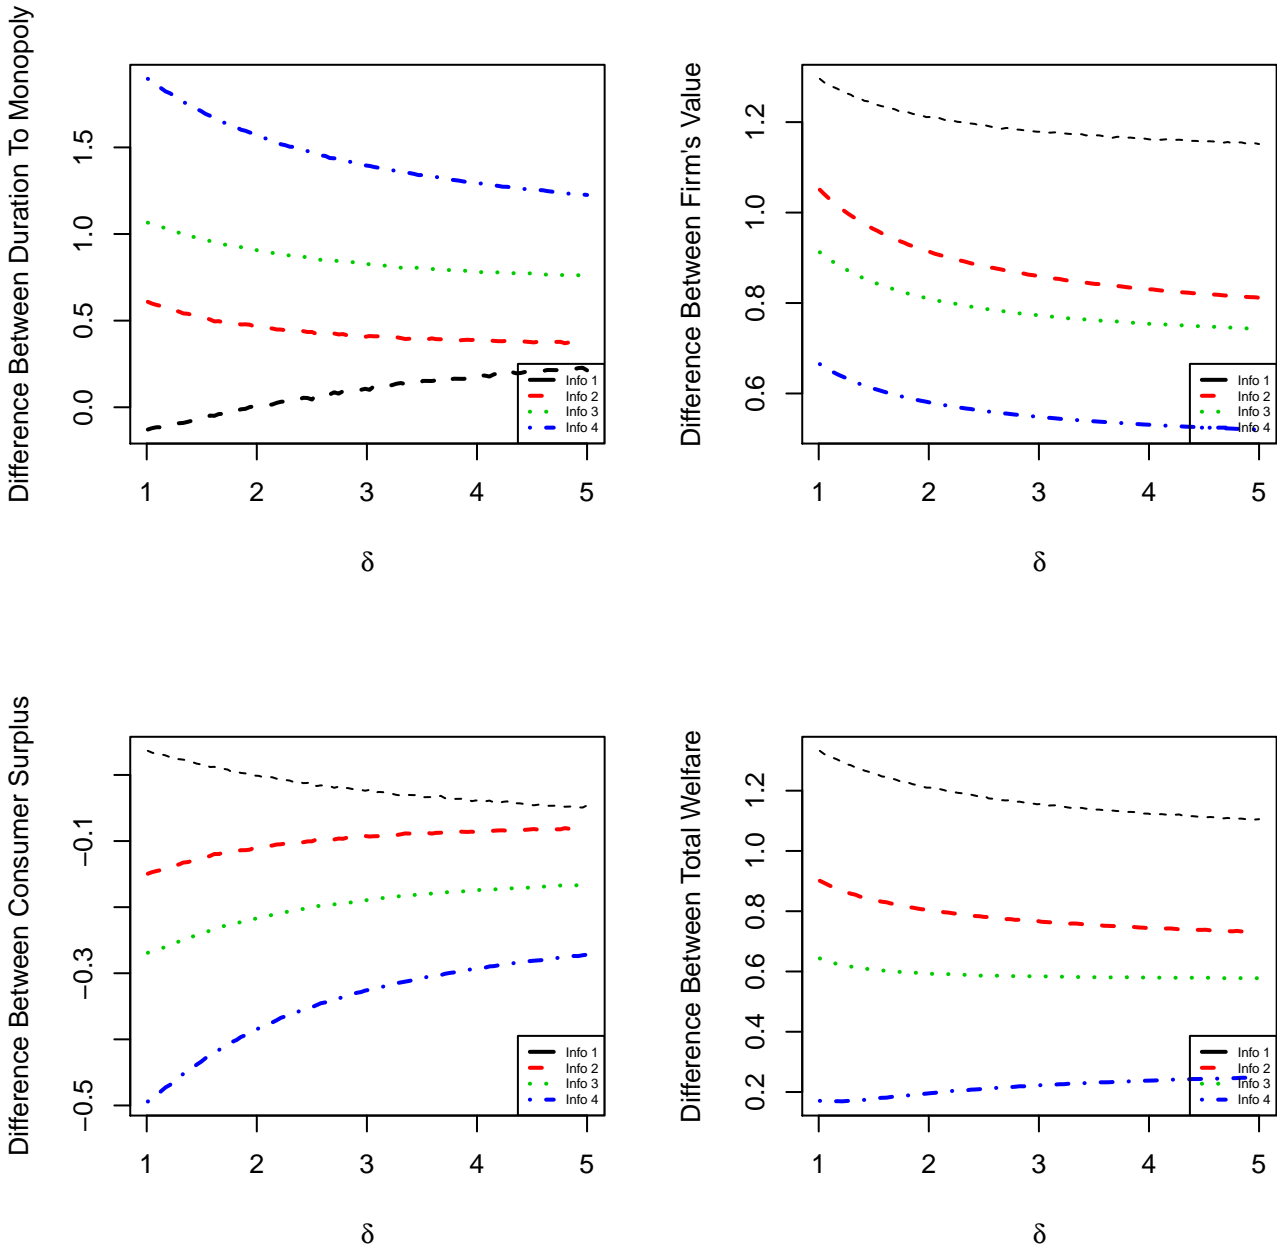 Difference Between Duration To Monopoly
1.5
1.0
0.5
0.0
Info 1
Info 2
Info 3
Info 4
1 2 3 4 5
δ
Difference Between Firm's Value
1.2
1.0
0.8
0.6
Info 1
Info 2
Info 3
Info 4
1 2 3 4 5
δ
Difference Between Consumer Surplus
−0.1
−0.3
−0.5
Info 1
Info 2
Info 3
Info 4
1 2 3 4 5
δ
Difference Between Total Welfare
1.2
1.0
0.8
0.6
0.4
0.2
Info 1
Info 2
Info 3
Info 4
1 2 3 4 5
δ